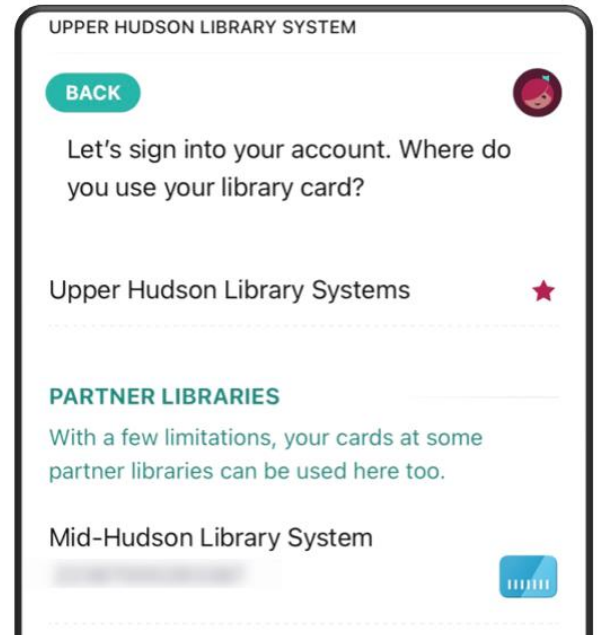 UPPER HUDSON LIBRARY SYSTEM
BACK
Let's sign into your account. Where do
you use your library card?
Upper Hudson Library Systems
PARTNER LIBRARIES
With a few limitations, your cards at some
partner libraries can be used here too.
Mid-Hudson Library System